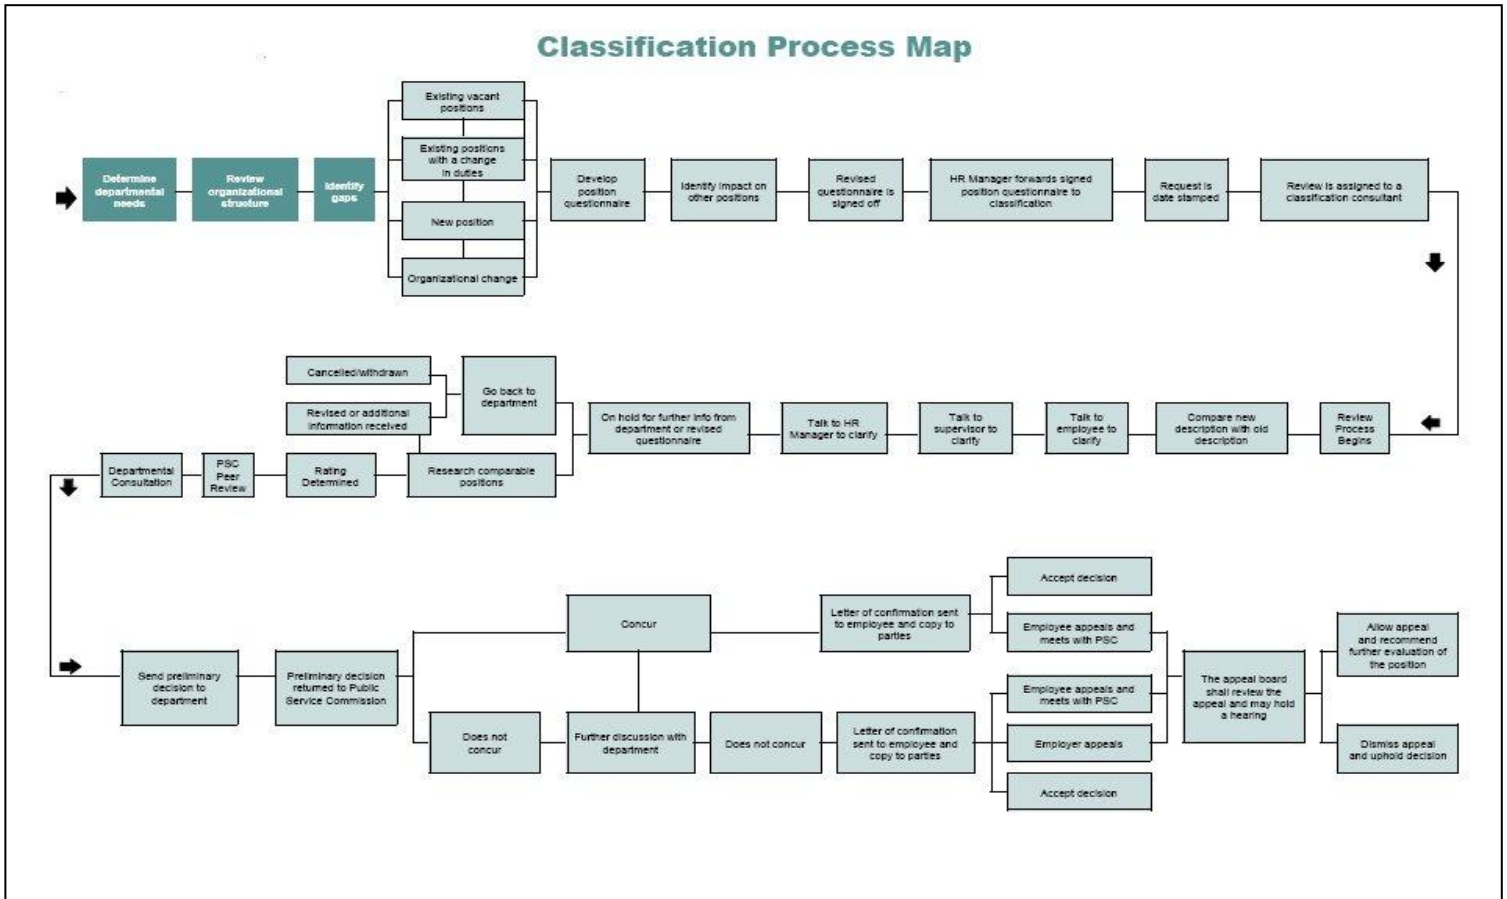 Classification Process Map
Existing vacant
positions
Determine
departmental
needs
Review
organizational
structure
Identify
gaps
Existing positions
with a change
in duties
New position
Organizational change
Develop
position
questionnaire
Identify impact on
other positions
Revised
questionnaire is
signed off
HR Manager forwards signed
position questionnaire to
classification
Request is
date stamped
Review is assigned to a
classification consultant
Review
Process
Begins
Compare new
description with old
description
Talk to
employee to
clarify
Talk to
supervisor to
clarify
Talk to HR
Manager to clarify
On hold for further info from
department or revised
questionnaire
Go back to
department
Cancelled/withdrawn
Revised or additional
information received
Research comparable
positions
Rating
Determined
PSC
Peer
Review
Departmental
Consultation
Send preliminary
decision to
department
Preliminary decision
returned to Public
Service Commission
Concur
Letter of confirmation sent
to employee and copy to
parties
Accept decision
Employee appeals and
meets with PSC
Does not
concur
Further discussion with
department
Does not concur
Letter of confirmation
sent to employee and
copy to parties
Employee appeals and
meets with PSC
Employer appeals
Accept decision
The appeal board
shall review the
appeal and may hold
a hearing
Allow appeal
and recommend
further evaluation of
the position
Dismiss appeal
and uphold decision